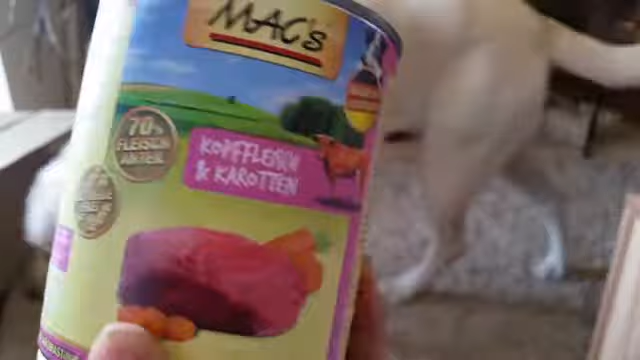 MAC's
70%
FLEISCH
ANTEIL
KOPFFLEISCH
& KAROTTEN